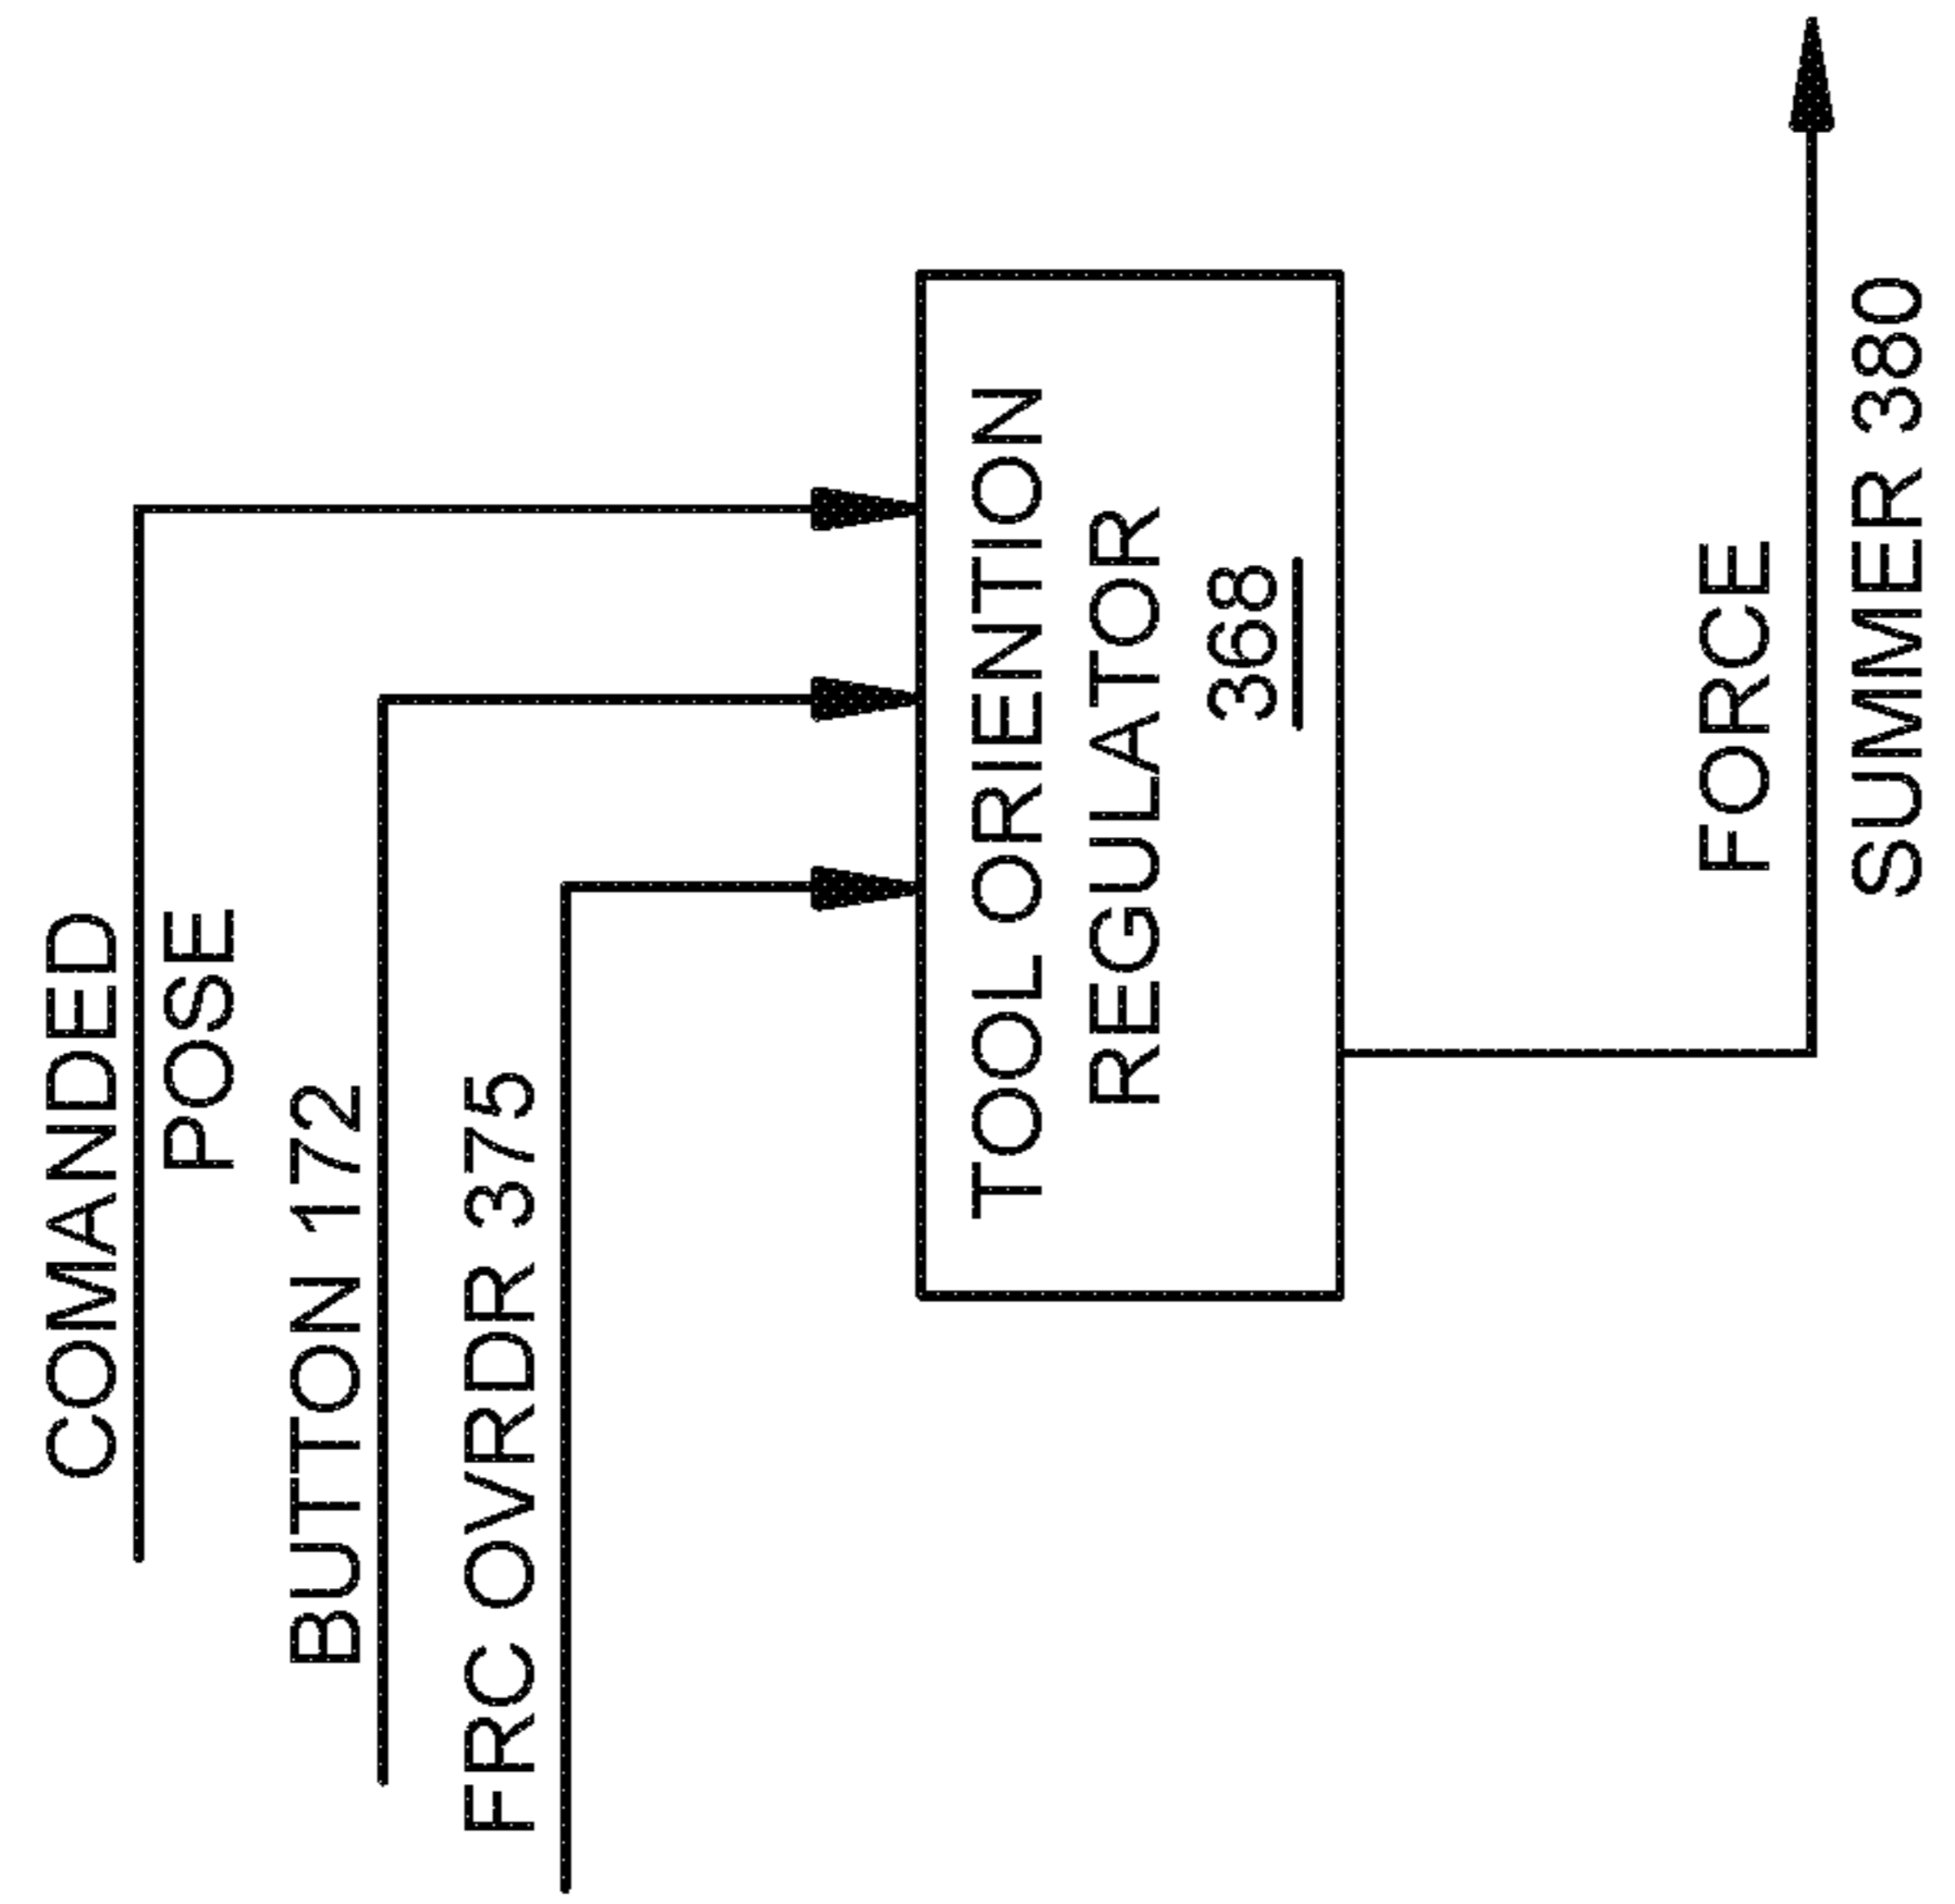 COMANDED
POSE
BUTTON 172
FRC OVRDR 375
TOOL ORIENTION
REGULATOR
368
FORCE
SUMMER 380